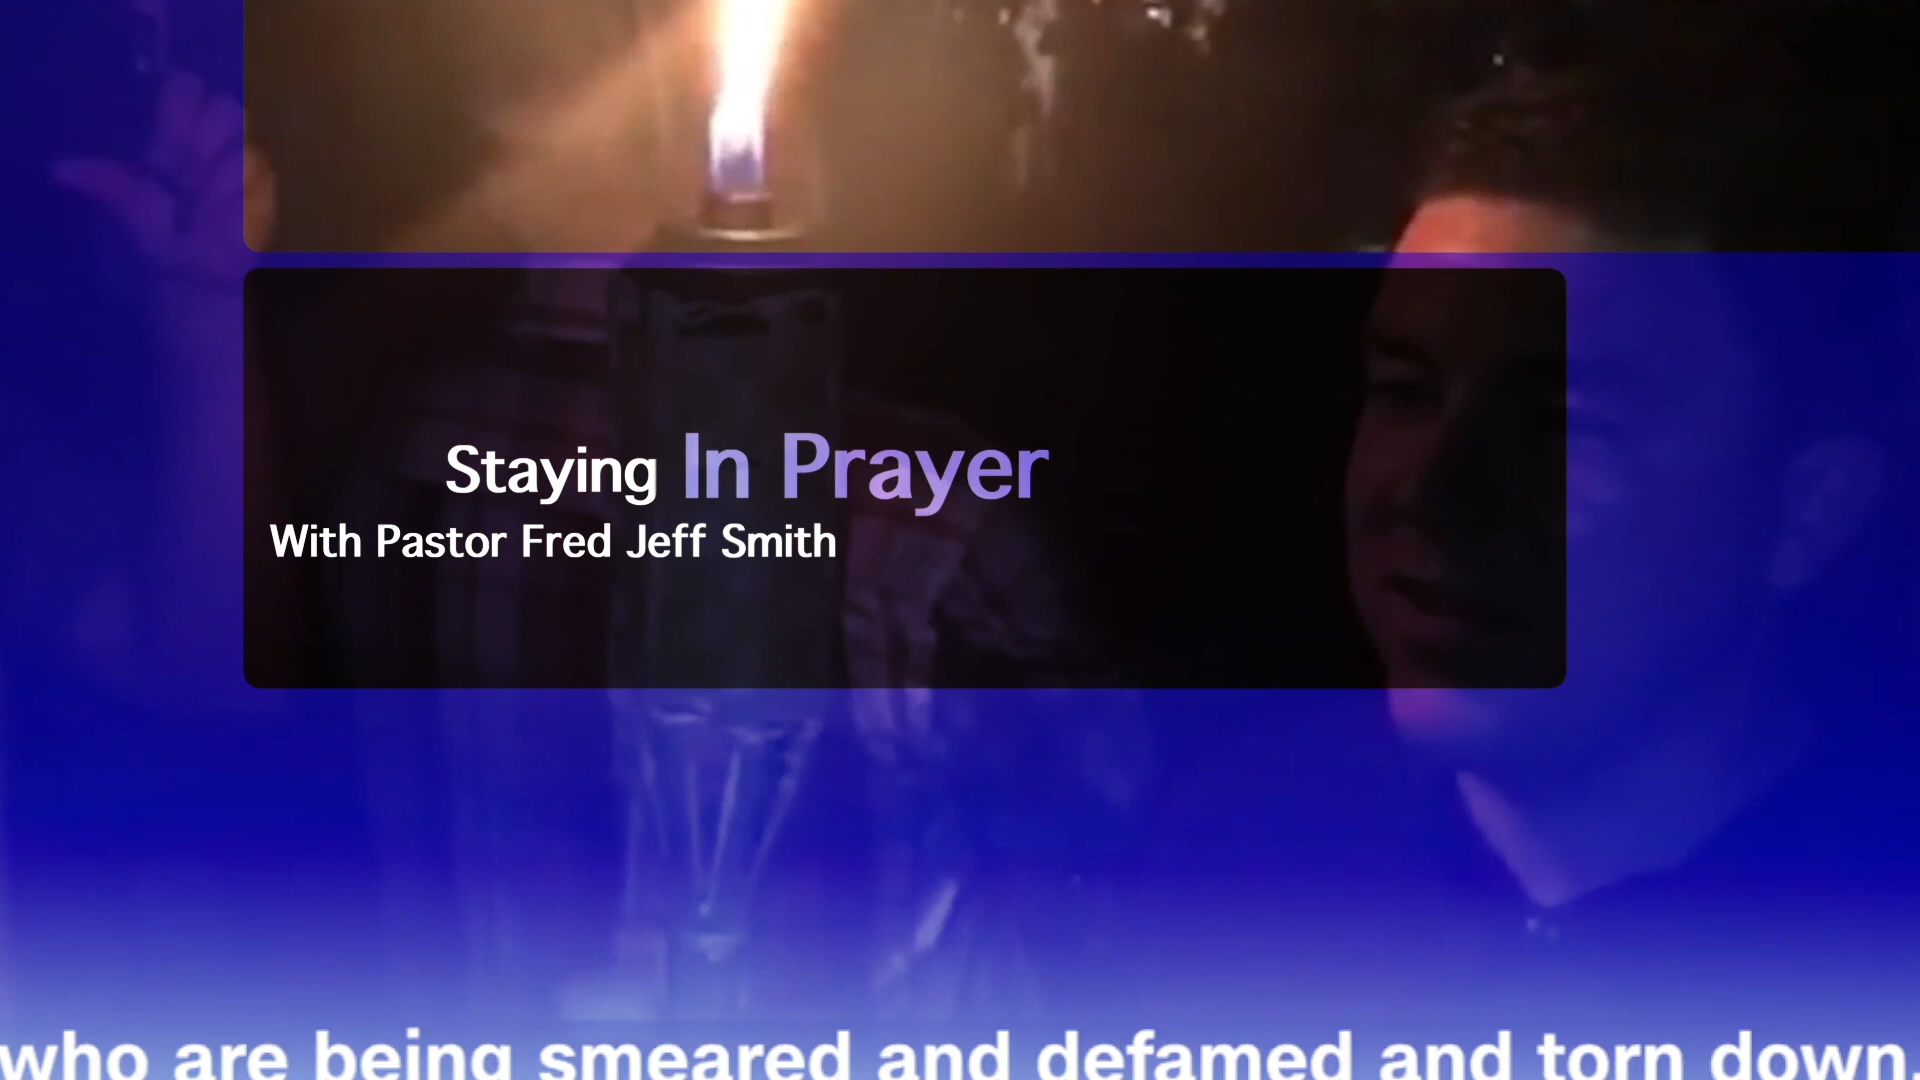 Staying In Prayer
With Pastor Fred Jeff Smith
who are being smeared and defamed and torn down.